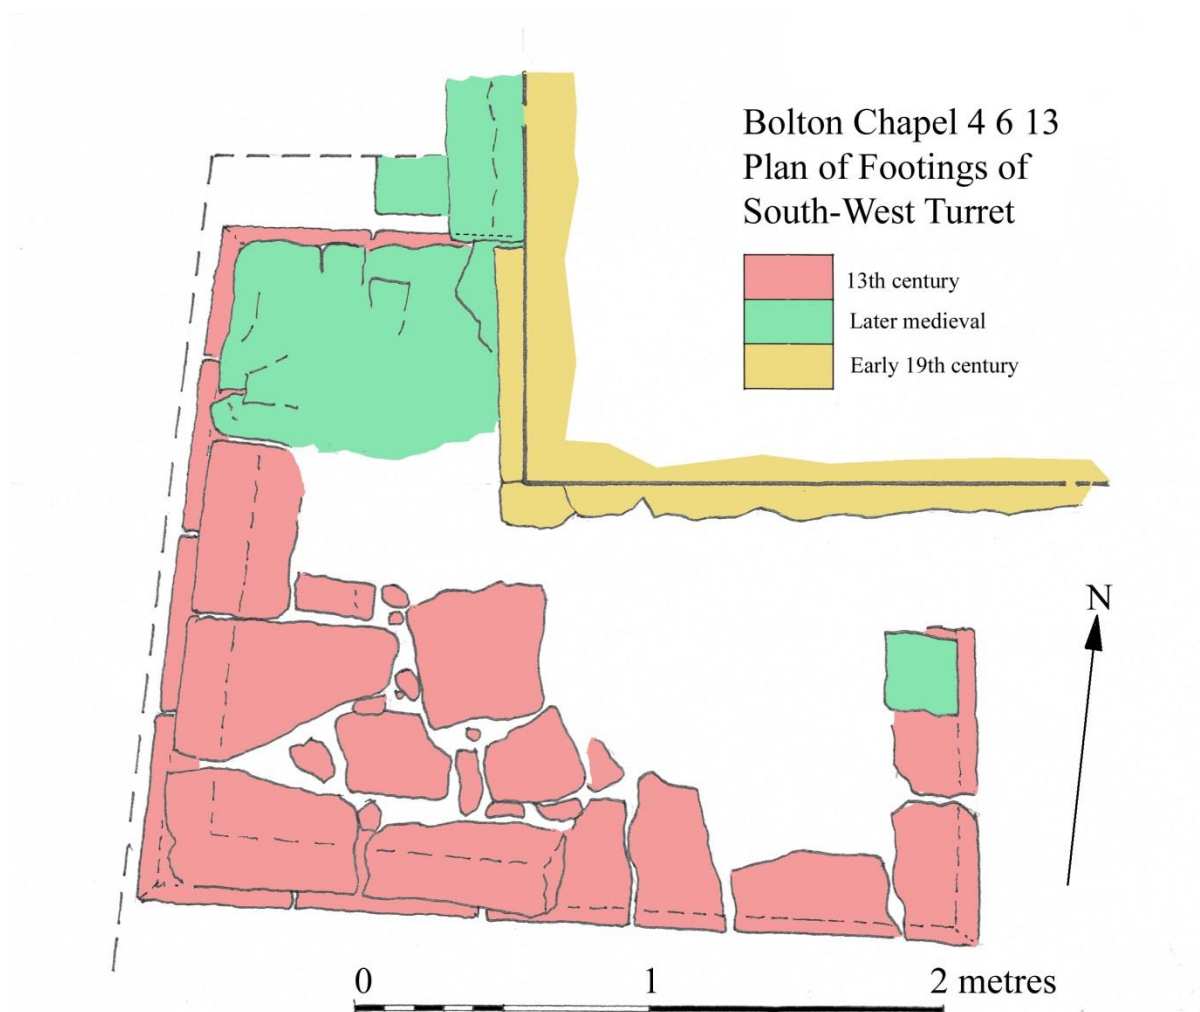 Bolton Chapel 4 6 13
Plan of Footings of
South-West Turret
13th century
Later medieval
Early 19th century
N
0 1 2 metres